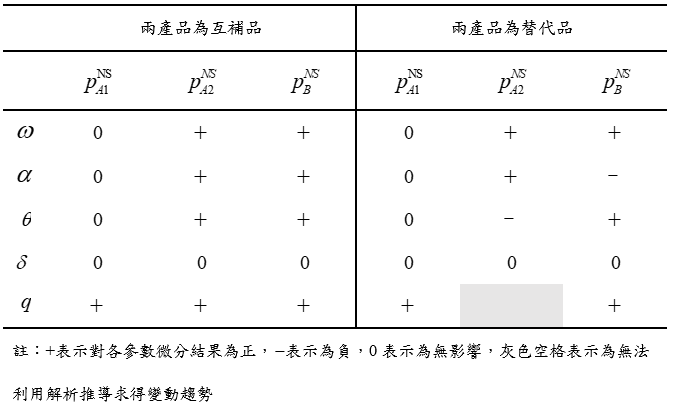 兩產品為互補品 兩產品為替代品
p_{A1}^{NS} p_{A2}^{NS} p_{B}^{NS} p_{A1}^{NS} p_{A2}^{NS} p_{B}^{NS}
ω 0 + + 0 + +
α 0 + + 0 + −
θ 0 + + 0 − +
δ 0 0 0 0 0 0
q + + + + +
註：+表示對各參數微分結果為正，−表示為負，0 表示為無影響，灰色空格表示為無法
利用解析推導求得變動趨勢